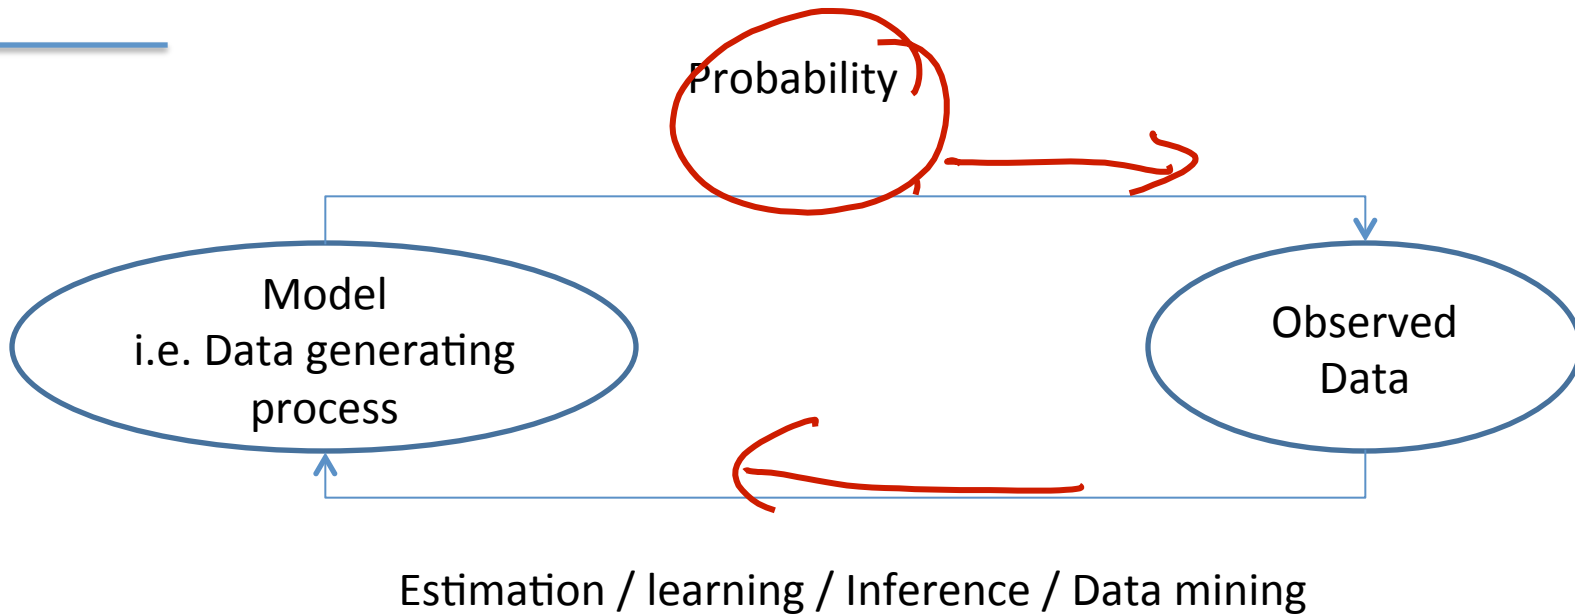 Probability
Model
i.e. Data generating
process
Observed
Data
Estimation / learning / Inference / Data mining